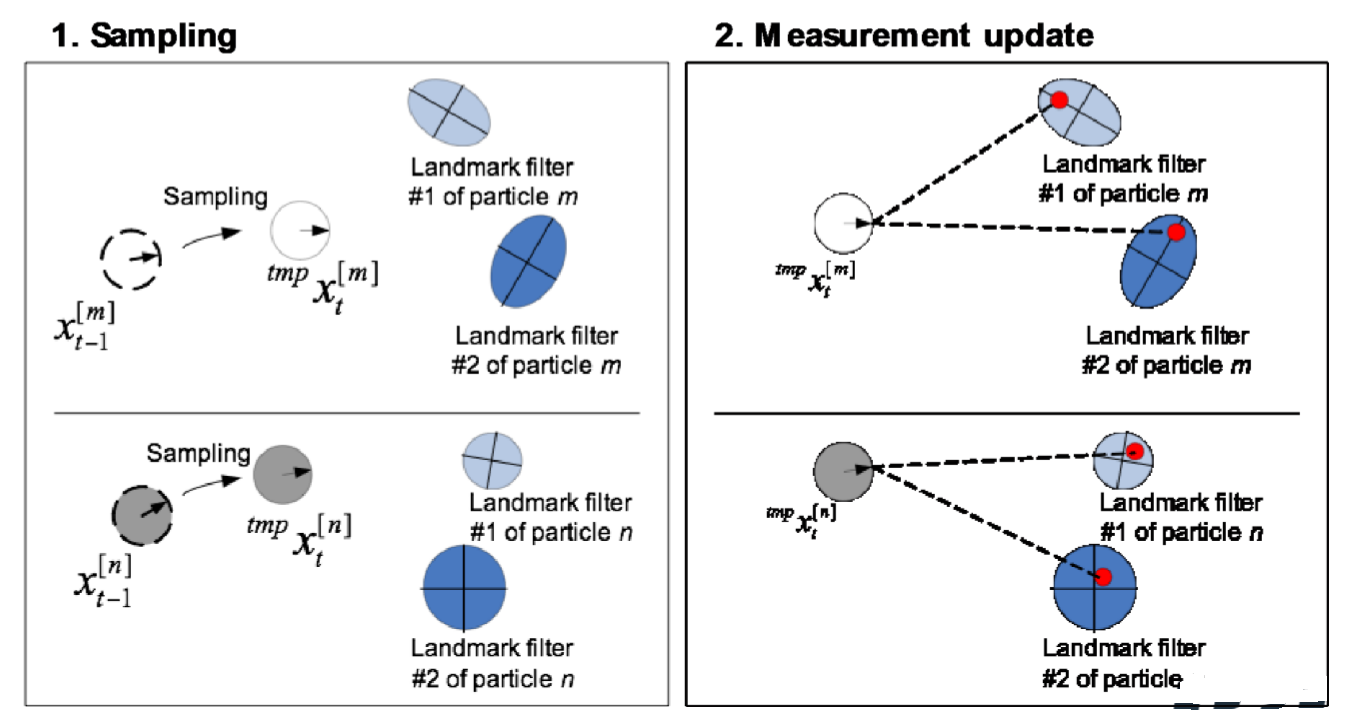 1. Sampling
Sampling
x_{t-1}^{[m]}
^{tmp}x_t^{[m]}
Landmark filter
#1 of particle m
Landmark filter
#2 of particle m
Sampling
x_{t-1}^{[n]}
^{tmp}x_t^{[n]}
Landmark filter
#1 of particle n
Landmark filter
#2 of particle n
2. Measurement update
^{tmp}x_t^{[m]}
Landmark filter
#1 of particle m
Landmark filter
#2 of particle m
^{tmp}x_t^{[n]}
Landmark filter
#1 of particle n
Landmark filter
#2 of particle